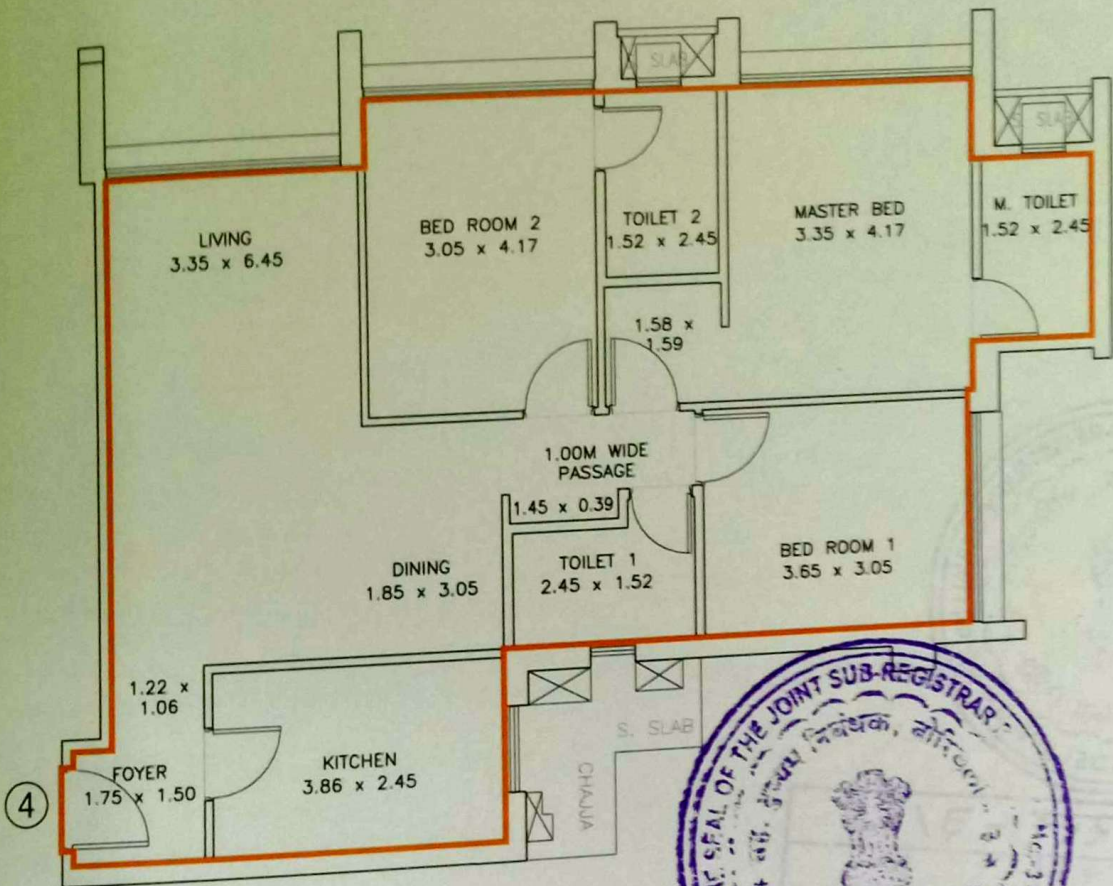 SLAB
S. SLAB
LIVING
3.35 x 6.45
BED ROOM 2
3.05 x 4.17
TOILET 2
1.52 x 2.45
MASTER BED
3.35 x 4.17
M. TOILET
1.52 x 2.45
1.58 x
1.59
1.00M WIDE
PASSAGE
1.45 x 0.39
DINING
1.85 x 3.05
TOILET 1
2.45 x 1.52
BED ROOM 1
3.65 x 3.05
1.22 x
1.06
FOYER
1.75 x 1.50
KITCHEN
3.86 x 2.45
S. SLAB
CHAJJA
4
SEAL OF THE JOINT SUB-REGISTRAR